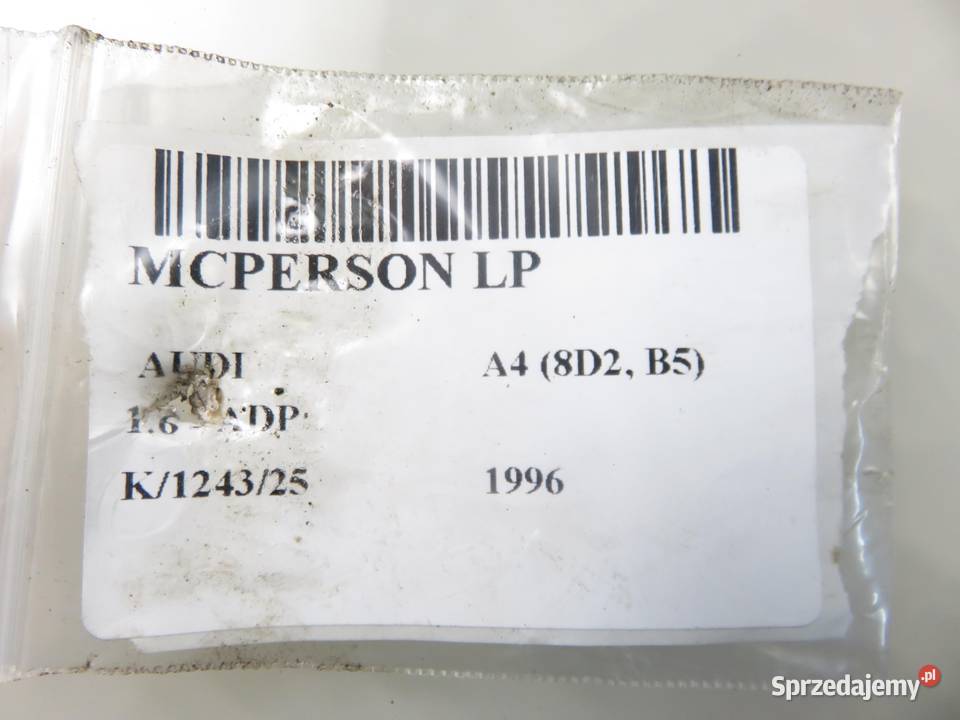 MCPERSON LP
AUDI A4 (8D2, B5)
1.6 - ADP
K/1243/25 1996
Sprzedajemy.pl